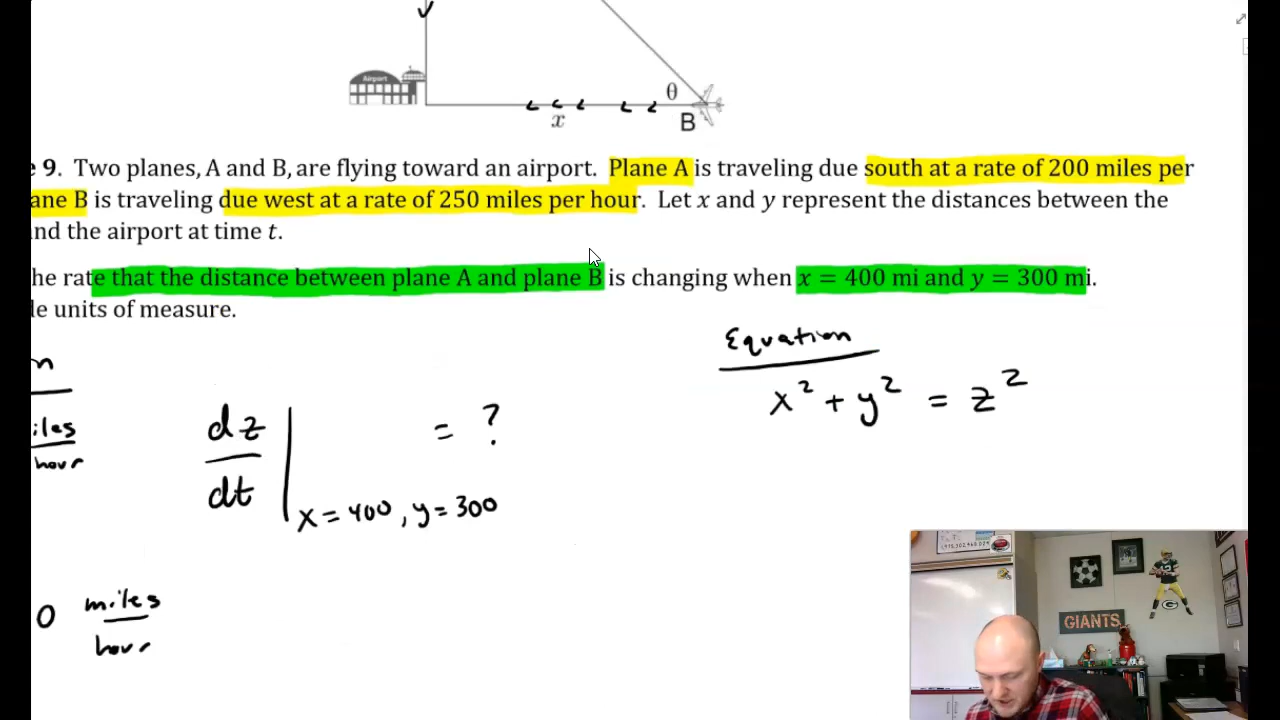 Airport
θ
x
B
e 9. Two planes, A and B, are flying toward an airport. Plane A is traveling due south at a rate of 200 miles per
ane B is traveling due west at a rate of 250 miles per hour. Let x and y represent the distances between the
nd the airport at time t.
he rate that the distance between plane A and plane B is changing when x = 400 mi and y = 300 mi.
le units of measure.
n
iles
hour
dz
dt
= ?
x = 400, y = 300
Equation
x² + y² = z²
0 miles
hour
GIANTS
G
12